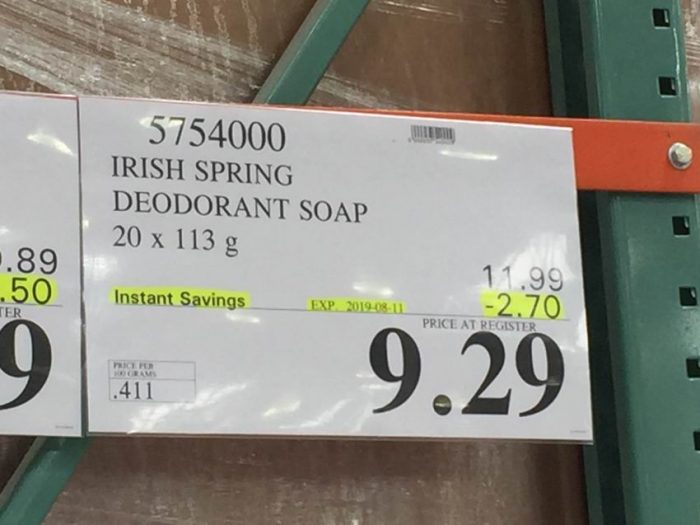 5754000
IRISH SPRING
DEODORANT SOAP
20 x 113 g
11.99
Instant Savings EXP. 2019-08-11 -2.70
PRICE AT REGISTER
9.29
PRICE PER
100 GRAMS
.411
.89
.50
TER
9